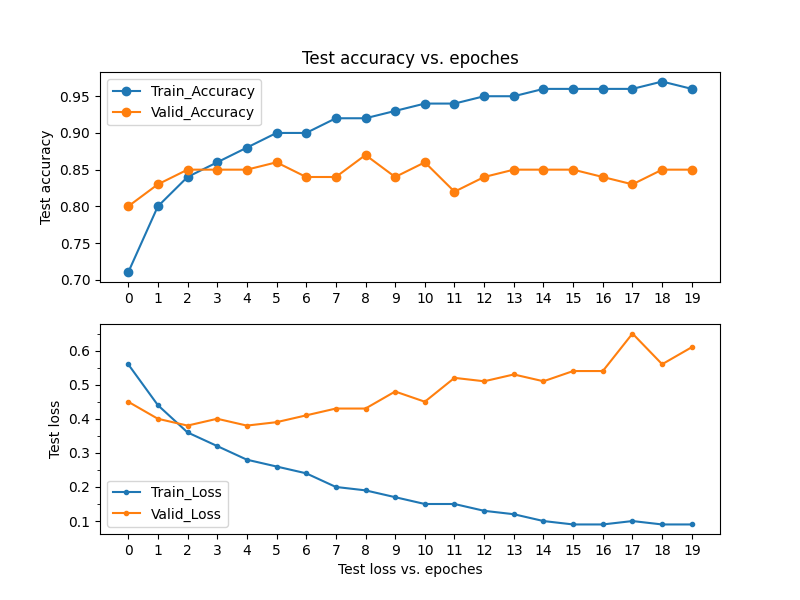 Test accuracy vs. epoches
Train_Accuracy
Valid_Accuracy
Test accuracy
0.95
0.90
0.85
0.80
0.75
0.70
0 1 2 3 4 5 6 7 8 9 10 11 12 13 14 15 16 17 18 19
Test loss
0.6
0.5
0.4
0.3
0.2
0.1
Train_Loss
Valid_Loss
0 1 2 3 4 5 6 7 8 9 10 11 12 13 14 15 16 17 18 19
Test loss vs. epoches